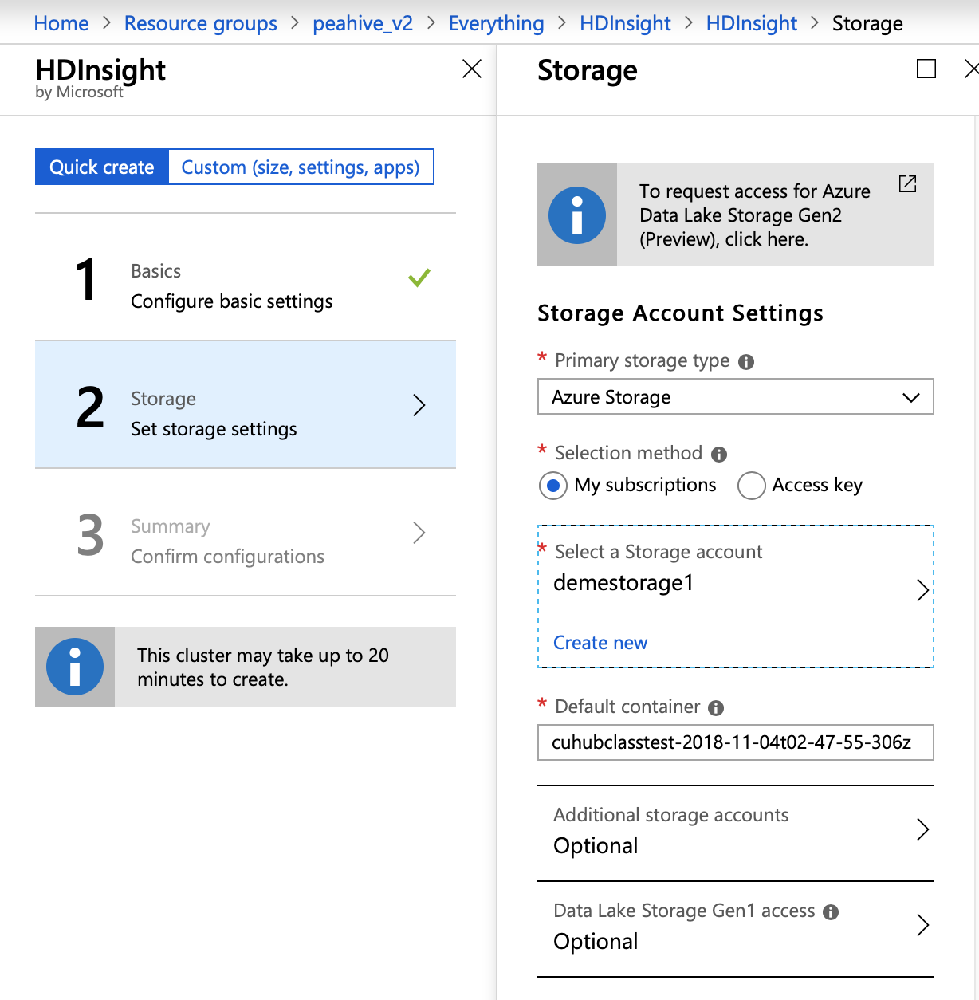 Home > Resource groups > peahive_v2 > Everything > HDInsight > HDInsight > Storage
HDInsight
by Microsoft
Quick create
Custom (size, settings, apps)
1
Basics
Configure basic settings
2
Storage
Set storage settings
3
Summary
Confirm configurations
This cluster may take up to 20
minutes to create.
Storage
To request access for Azure
Data Lake Storage Gen2
(Preview), click here.
Storage Account Settings
* Primary storage type
Azure Storage
* Selection method
My subscriptions
Access key
* Select a Storage account
demestorage1
Create new
* Default container
cuhubclasstest-2018-11-04t02-47-55-306z
Additional storage accounts
Optional
Data Lake Storage Gen1 access
Optional